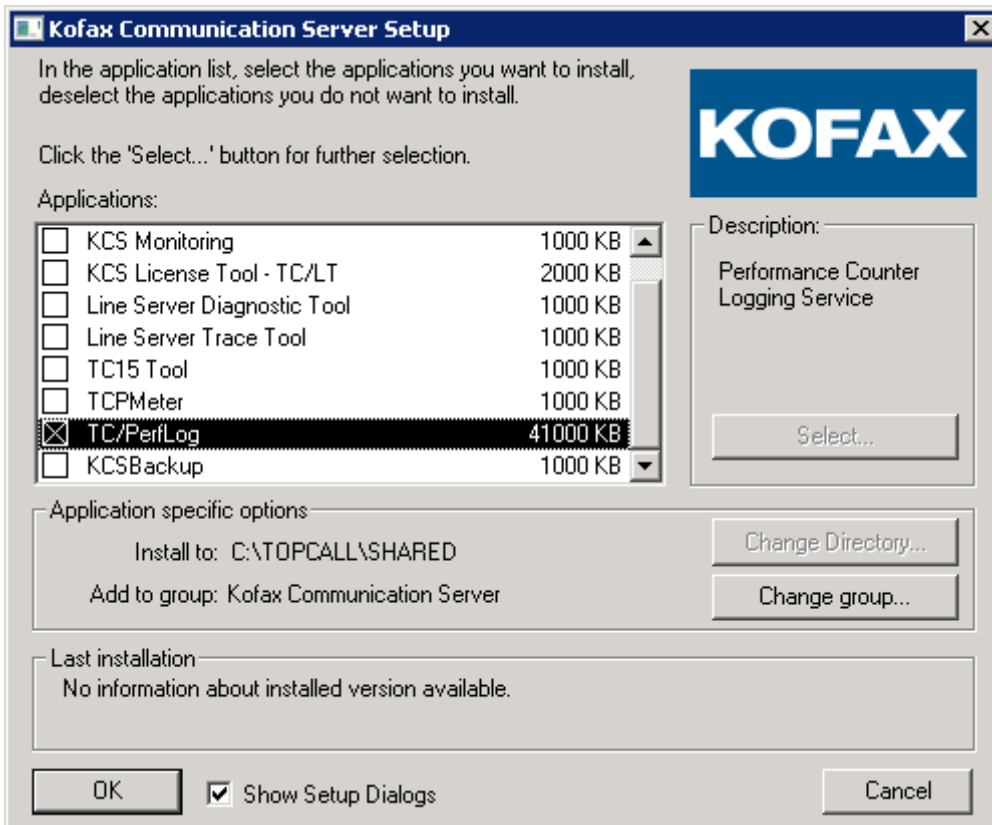 Kofax Communication Server Setup
In the application list, select the applications you want to install,
deselect the applications you do not want to install.
Click the 'Select...' button for further selection.
KOFAX
Applications:
KCS Monitoring 1000 KB
KCS License Tool - TC/LT 2000 KB
Line Server Diagnostic Tool 1000 KB
Line Server Trace Tool 1000 KB
TC15 Tool 1000 KB
TCPMeter 1000 KB
TC/PerfLog 41000 KB
KCSBackup 1000 KB
Description:
Performance Counter
Logging Service
Select...
Application specific options
Install to: C:\TOPCALL\SHARED
Change Directory...
Add to group: Kofax Communication Server
Change group...
Last installation
No information about installed version available.
OK
Show Setup Dialogs
Cancel